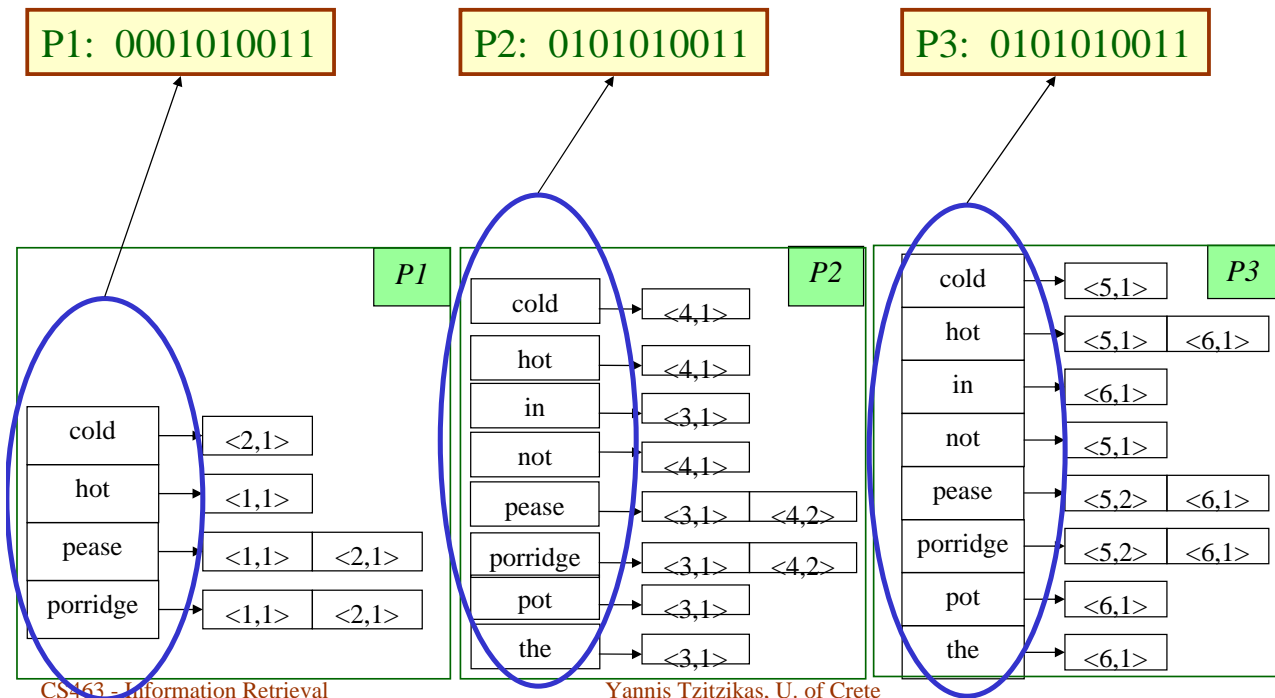 P1: 0001010011
P2: 0101010011
P3: 0101010011
P1
cold
<2,1>
hot
<1,1>
pease
<1,1> <2,1>
porridge
<1,1> <2,1>
P2
cold
<4,1>
hot
<4,1>
in
<3,1>
not
<4,1>
pease
<3,1> <4,2>
porridge
<3,1> <4,2>
pot
<3,1>
the
<3,1>
P3
cold
<5,1>
hot
<5,1> <6,1>
in
<6,1>
not
<5,1>
pease
<5,2> <6,1>
porridge
<5,2> <6,1>
pot
<6,1>
the
<6,1>
CS463 - Information Retrieval
Yannis Tzitzikas, U. of Crete